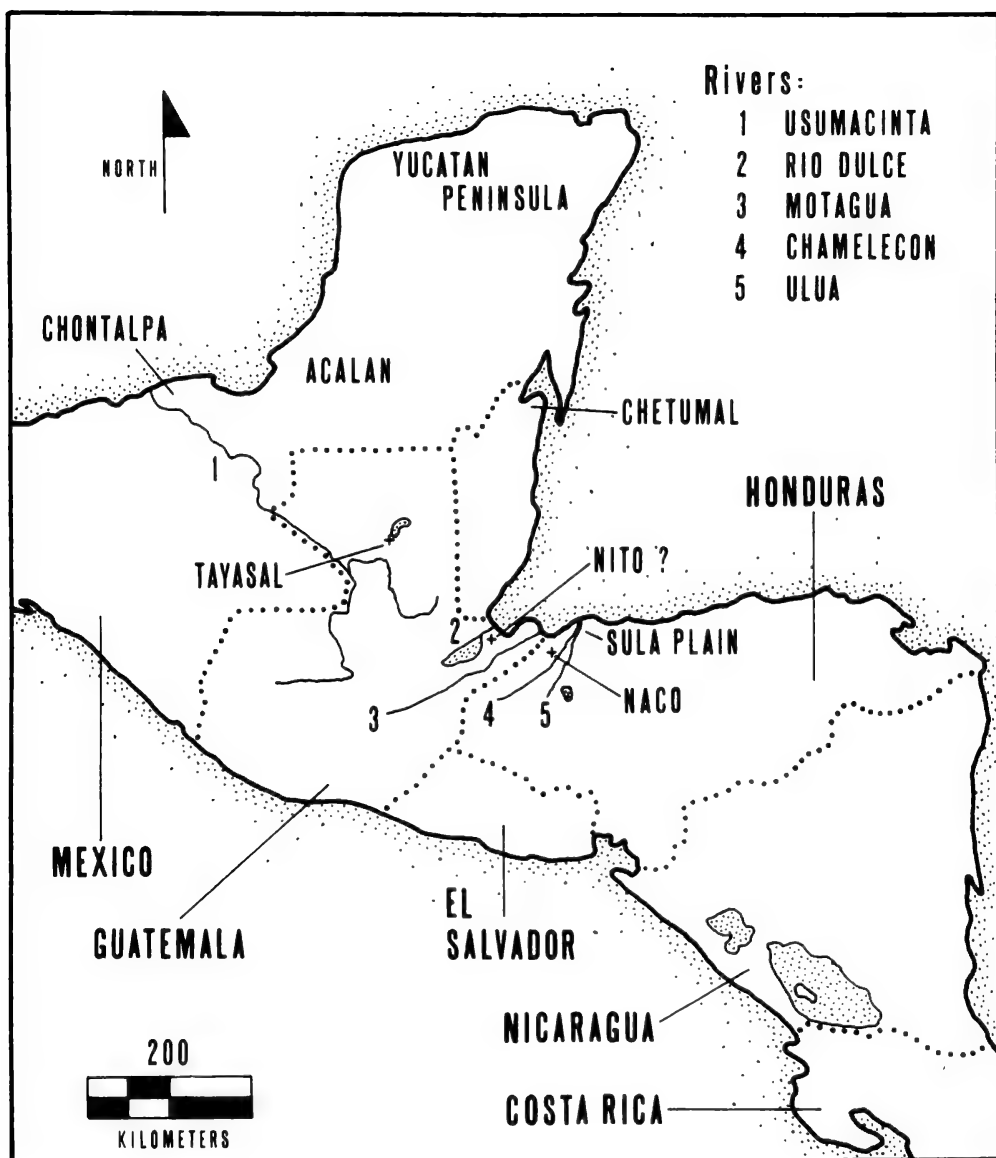 Rivers:
1 USUMACINTA
2 RIO DULCE
3 MOTAGUA
4 CHAMELECON
5 ULUA
NORTH
YUCATAN
PENINSULA
CHONTALPA
ACALAN
CHETUMAL
1
HONDURAS
TAYASAL
NITO ?
2
SULA PLAIN
NACO
3
4
5
MEXICO
GUATEMALA
EL
SALVADOR
NICARAGUA
COSTA RICA
200
KILOMETERS